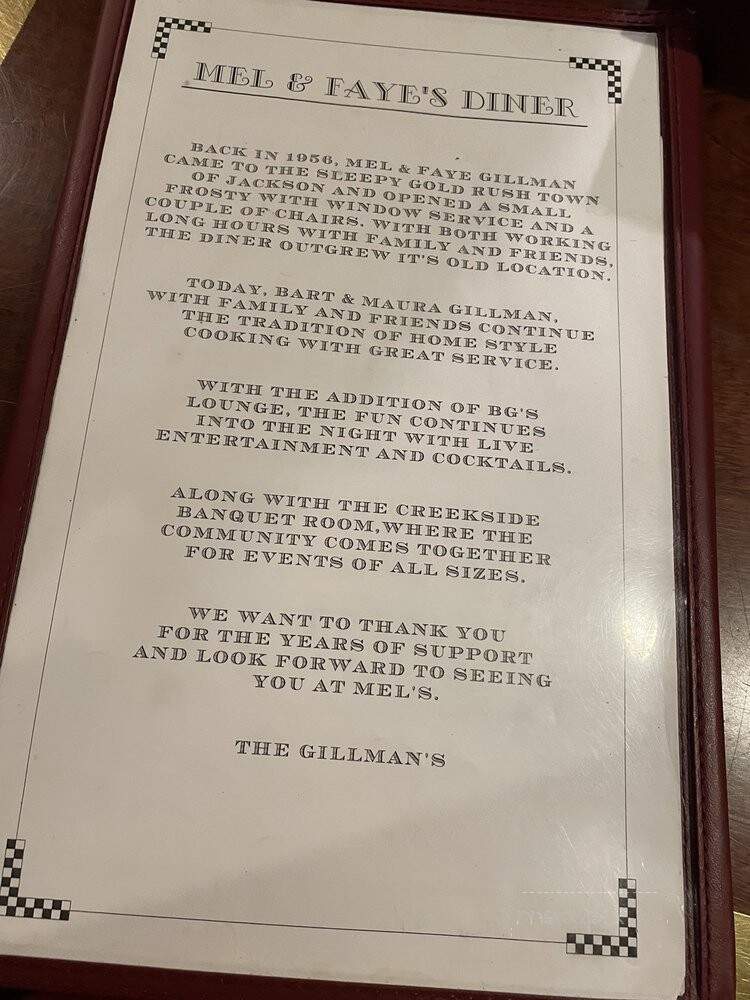 MEL & FAYE'S DINER
BACK IN 1956, MEL & FAYE GILLMAN
CAME TO THE SLEEPY GOLD RUSH TOWN
OF JACKSON AND OPENED A SMALL
FROSTY WITH WINDOW SERVICE AND A
COUPLE OF CHAIRS. WITH BOTH WORKING
LONG HOURS WITH FAMILY AND FRIENDS,
THE DINER OUTGREW IT'S OLD LOCATION.
TODAY, BART & MAURA GILLMAN,
WITH FAMILY AND FRIENDS CONTINUE
THE TRADITION OF HOME STYLE
COOKING WITH GREAT SERVICE.
WITH THE ADDITION OF BG'S
LOUNGE, THE FUN CONTINUES
INTO THE NIGHT WITH LIVE
ENTERTAINMENT AND COCKTAILS.
ALONG WITH THE CREEKSIDE
BANQUET ROOM,WHERE THE
COMMUNITY COMES TOGETHER
FOR EVENTS OF ALL SIZES.
WE WANT TO THANK YOU
FOR THE YEARS OF SUPPORT
AND LOOK FORWARD TO SEEING
YOU AT MEL'S.
THE GILLMAN'S